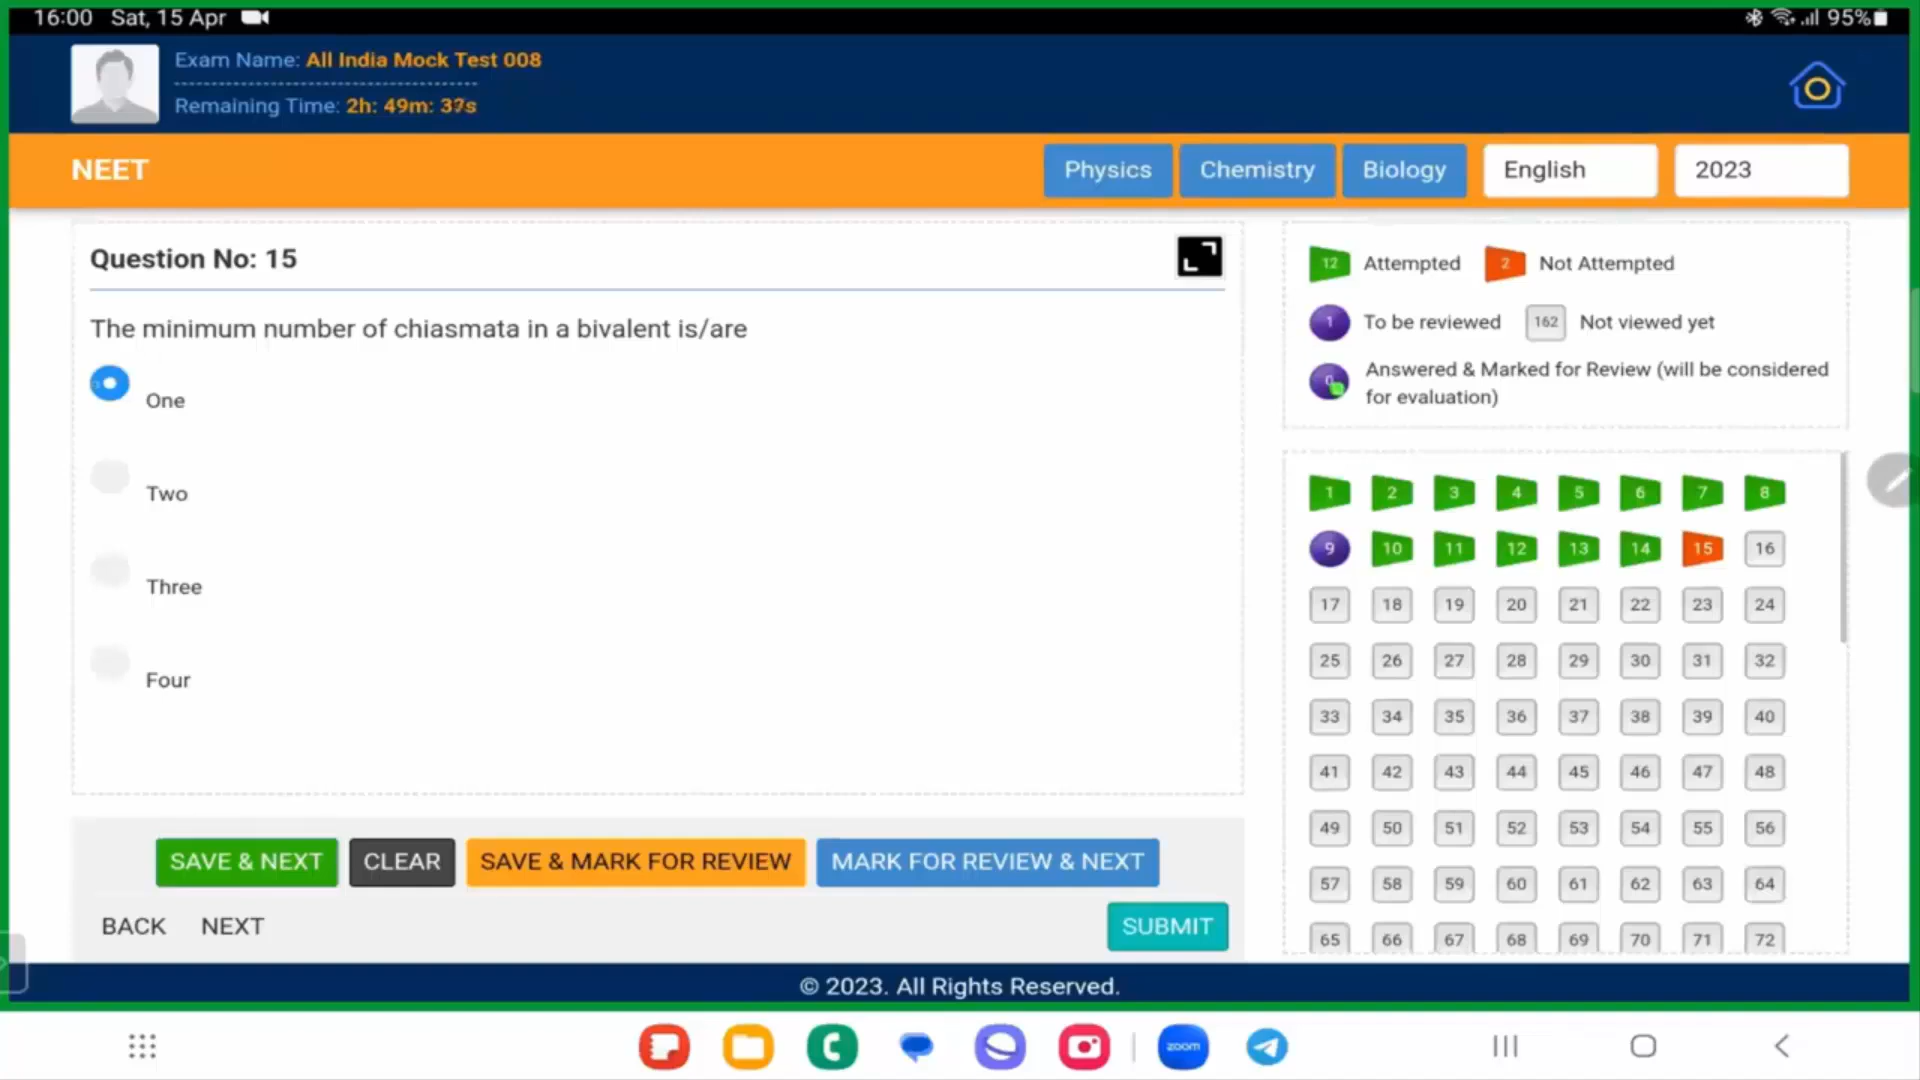 16:00 Sat, 15 Apr 95%
Exam Name: All India Mock Test 008
Remaining Time: 2h: 49m: 37s
NEET Physics Chemistry Biology English 2023
Question No: 15
The minimum number of chiasmata in a bivalent is/are
One
Two
Three
Four
SAVE & NEXT CLEAR SAVE & MARK FOR REVIEW MARK FOR REVIEW & NEXT
BACK NEXT SUBMIT
12 Attempted 2 Not Attempted
1 To be reviewed 162 Not viewed yet
0 Answered & Marked for Review (will be considered
for evaluation)
1 2 3 4 5 6 7 8
9 10 11 12 13 14 15 16
17 18 19 20 21 22 23 24
25 26 27 28 29 30 31 32
33 34 35 36 37 38 39 40
41 42 43 44 45 46 47 48
49 50 51 52 53 54 55 56
57 58 59 60 61 62 63 64
65 66 67 68 69 70 71 72
© 2023. All Rights Reserved.
zoom